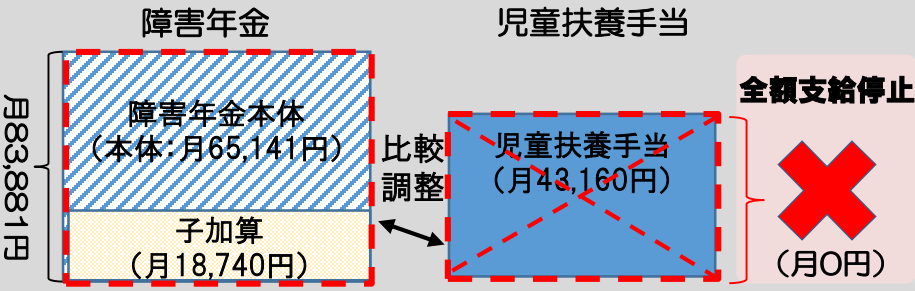 障害年金
児童扶養手当
月83,881円
障害年金本体
（本体：月65,141円）
子加算
（月18,740円）
比較
調整
児童扶養手当
（月43,160円）
全額支給停止
（月0円）